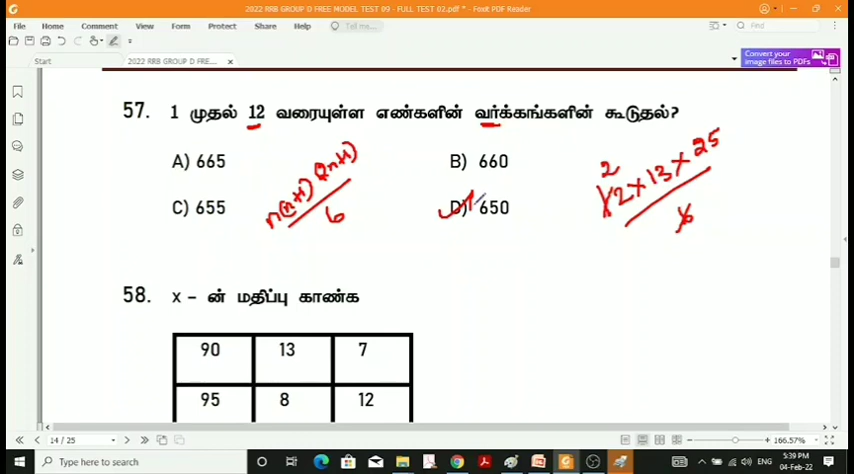 2022 RRB GROUP D FREE MODEL TEST 09 - FULL TEST 02.pdf * - Foxit PDF Reader
File Home Comment View Form Protect Share Help Tell me... Find
Start 2022 RRB GROUP D FREE... Convert your image files to PDFs
57. 1 முதல் 12 வரையுள்ள எண்களின் வர்க்கங்களின் கூடுதல்?
A) 665 B) 660
C) 655 D) 650
n(n+1)(2n+1)
6
2
12×13×25
6
58. x – ன் மதிப்பு காண்க
90 13 7
95 8 12
14 / 25 166.57%
Type here to search ENG 5:39 PM
04-Feb-22